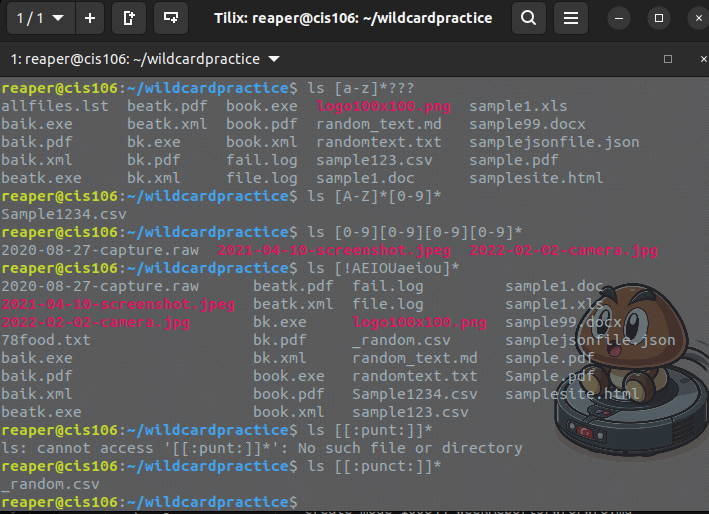 1 / 1 Tilix: reaper@cis106: ~/wildcardpractice
1: reaper@cis106:~/wildcardpractice
reaper@cis106:~/wildcardpractice$ ls [a-z]*???
allfiles.lst beatk.pdf book.exe logo100x100.png sample1.xls
baik.exe beatk.xml book.pdf random_text.md sample99.docx
baik.pdf bk.exe book.xml randomtext.txt samplejsonfile.json
baik.xml bk.pdf fail.log sample123.csv sample.pdf
beatk.exe bk.xml file.log sample1.doc samplesite.html
reaper@cis106:~/wildcardpractice$ ls [A-Z]*[0-9]*
Sample1234.csv
reaper@cis106:~/wildcardpractice$ ls [0-9][0-9][0-9][0-9]*
2020-08-27-capture.raw 2021-04-10-screenshot.jpeg 2022-02-02-camera.jpg
reaper@cis106:~/wildcardpractice$ ls [!AEIOUaeiou]*
2020-08-27-capture.raw beatk.pdf fail.log sample1.doc
2021-04-10-screenshot.jpeg beatk.xml file.log sample1.xls
2022-02-02-camera.jpg bk.exe logo100x100.png sample99.docx
78food.txt bk.pdf _random.csv samplejsonfile.json
baik.exe bk.xml random_text.md sample.pdf
baik.pdf book.exe randomtext.txt Sample.pdf
baik.xml book.pdf Sample1234.csv samplesite.html
beatk.exe book.xml sample123.csv
reaper@cis106:~/wildcardpractice$ ls [[:punt:]]*
ls: cannot access '[[:punt:]]*': No such file or directory
reaper@cis106:~/wildcardpractice$ ls [[:punct:]]*
_random.csv
reaper@cis106:~/wildcardpractice$